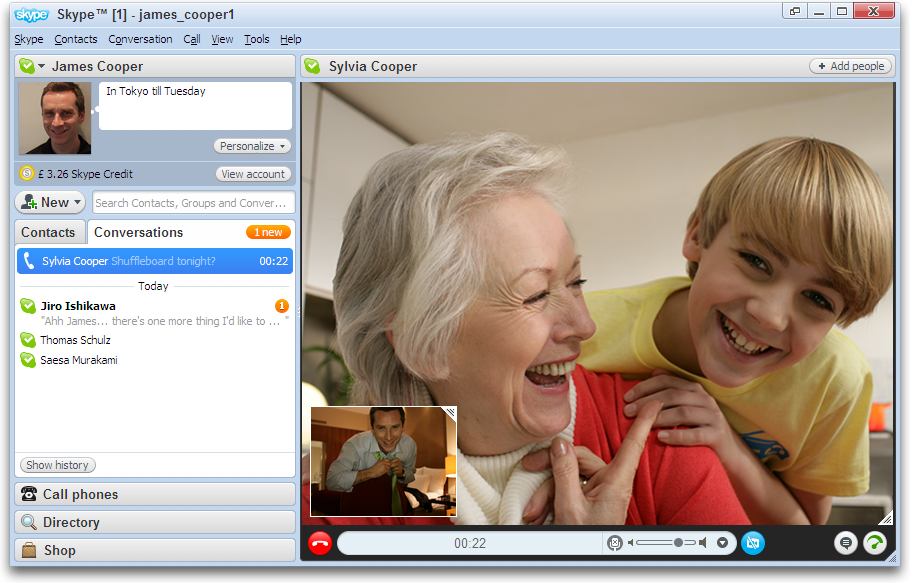 skype Skype™ [1] - james_cooper1
Skype Contacts Conversation Call View Tools Help
James Cooper
In Tokyo till Tuesday
Personalize
£ 3.26 Skype Credit
View account
New
Search Contacts, Groups and Conver...
Contacts
Conversations
1 new
Sylvia Cooper Shuffleboard tonight? 00:22
Today
Jiro Ishikawa 1
"Ahh James... there's one more thing I'd like to ... "
Thomas Schulz
Saesa Murakami
Show history
Call phones
Directory
Shop
Sylvia Cooper
+ Add people
00:22